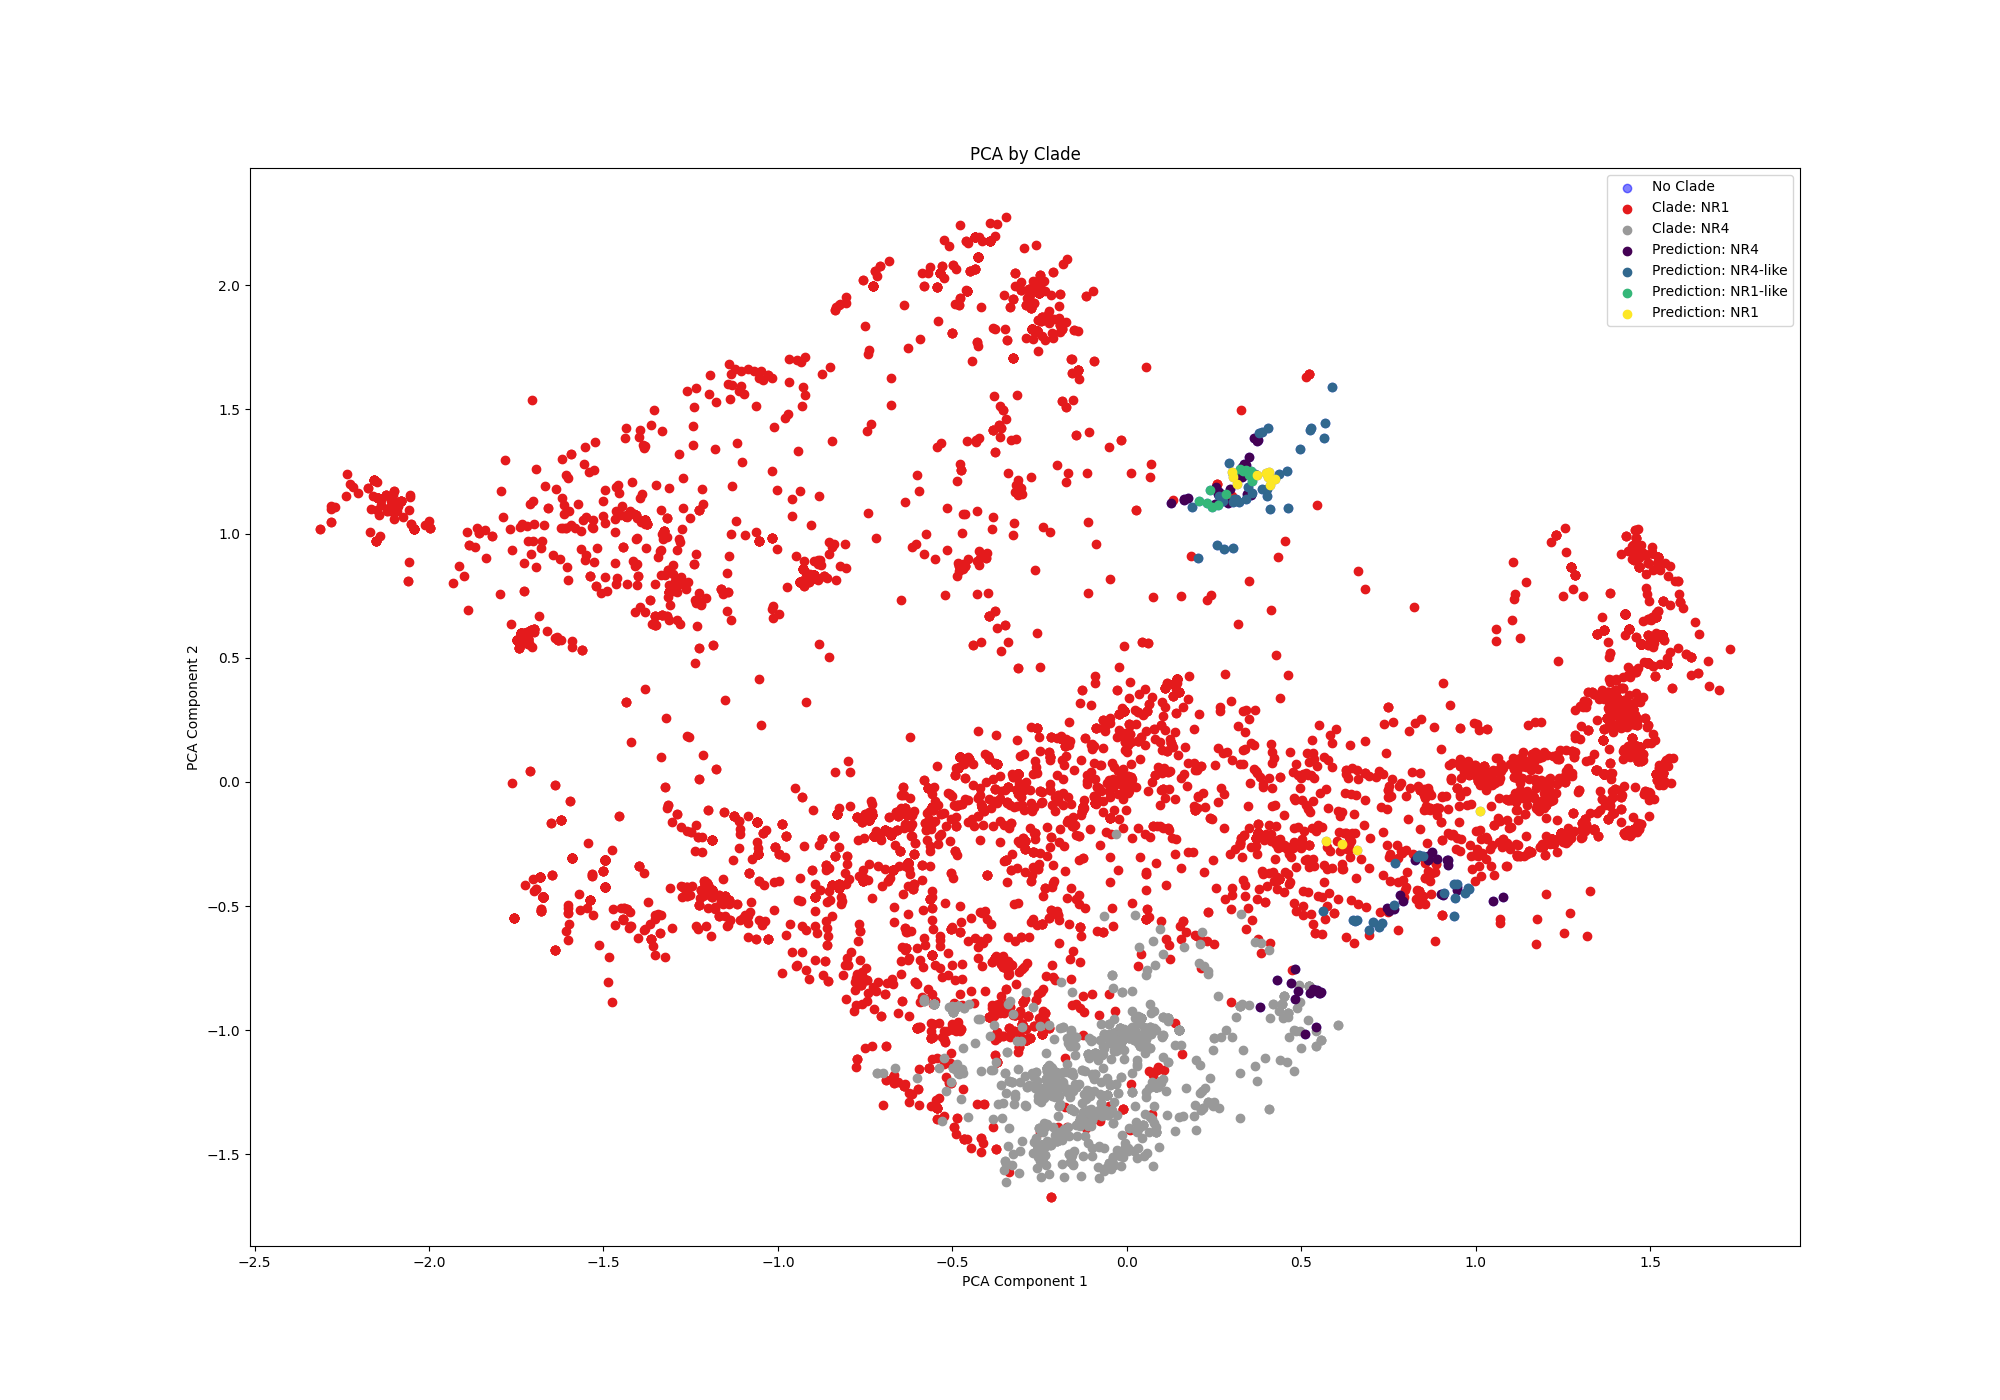 PCA by Clade
No Clade
Clade: NR1
Clade: NR4
Prediction: NR4
Prediction: NR4-like
Prediction: NR1-like
Prediction: NR1
PCA Component 2
2.0
1.5
1.0
0.5
0.0
−0.5
−1.0
−1.5
−2.5 −2.0 −1.5 −1.0 −0.5 0.0 0.5 1.0 1.5
PCA Component 1